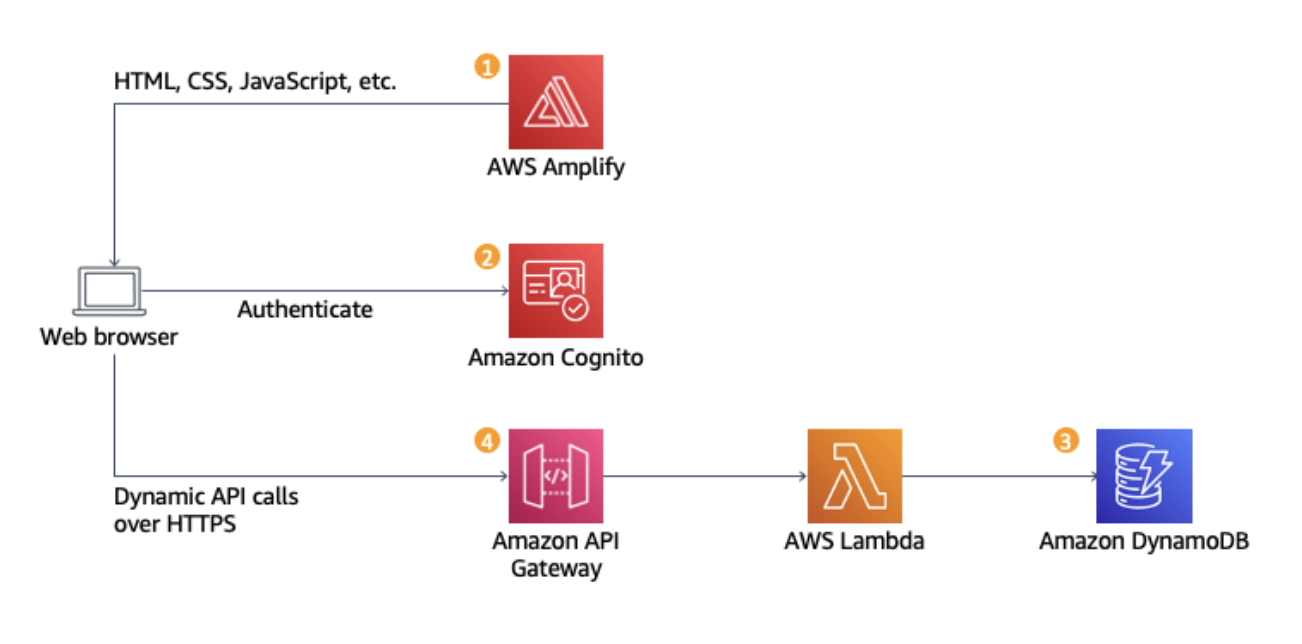 1
HTML, CSS, JavaScript, etc.
AWS Amplify
2
Authenticate
Web browser
Amazon Cognito
4
3
</>
Dynamic API calls
over HTTPS
Amazon API
Gateway
AWS Lambda
Amazon DynamoDB